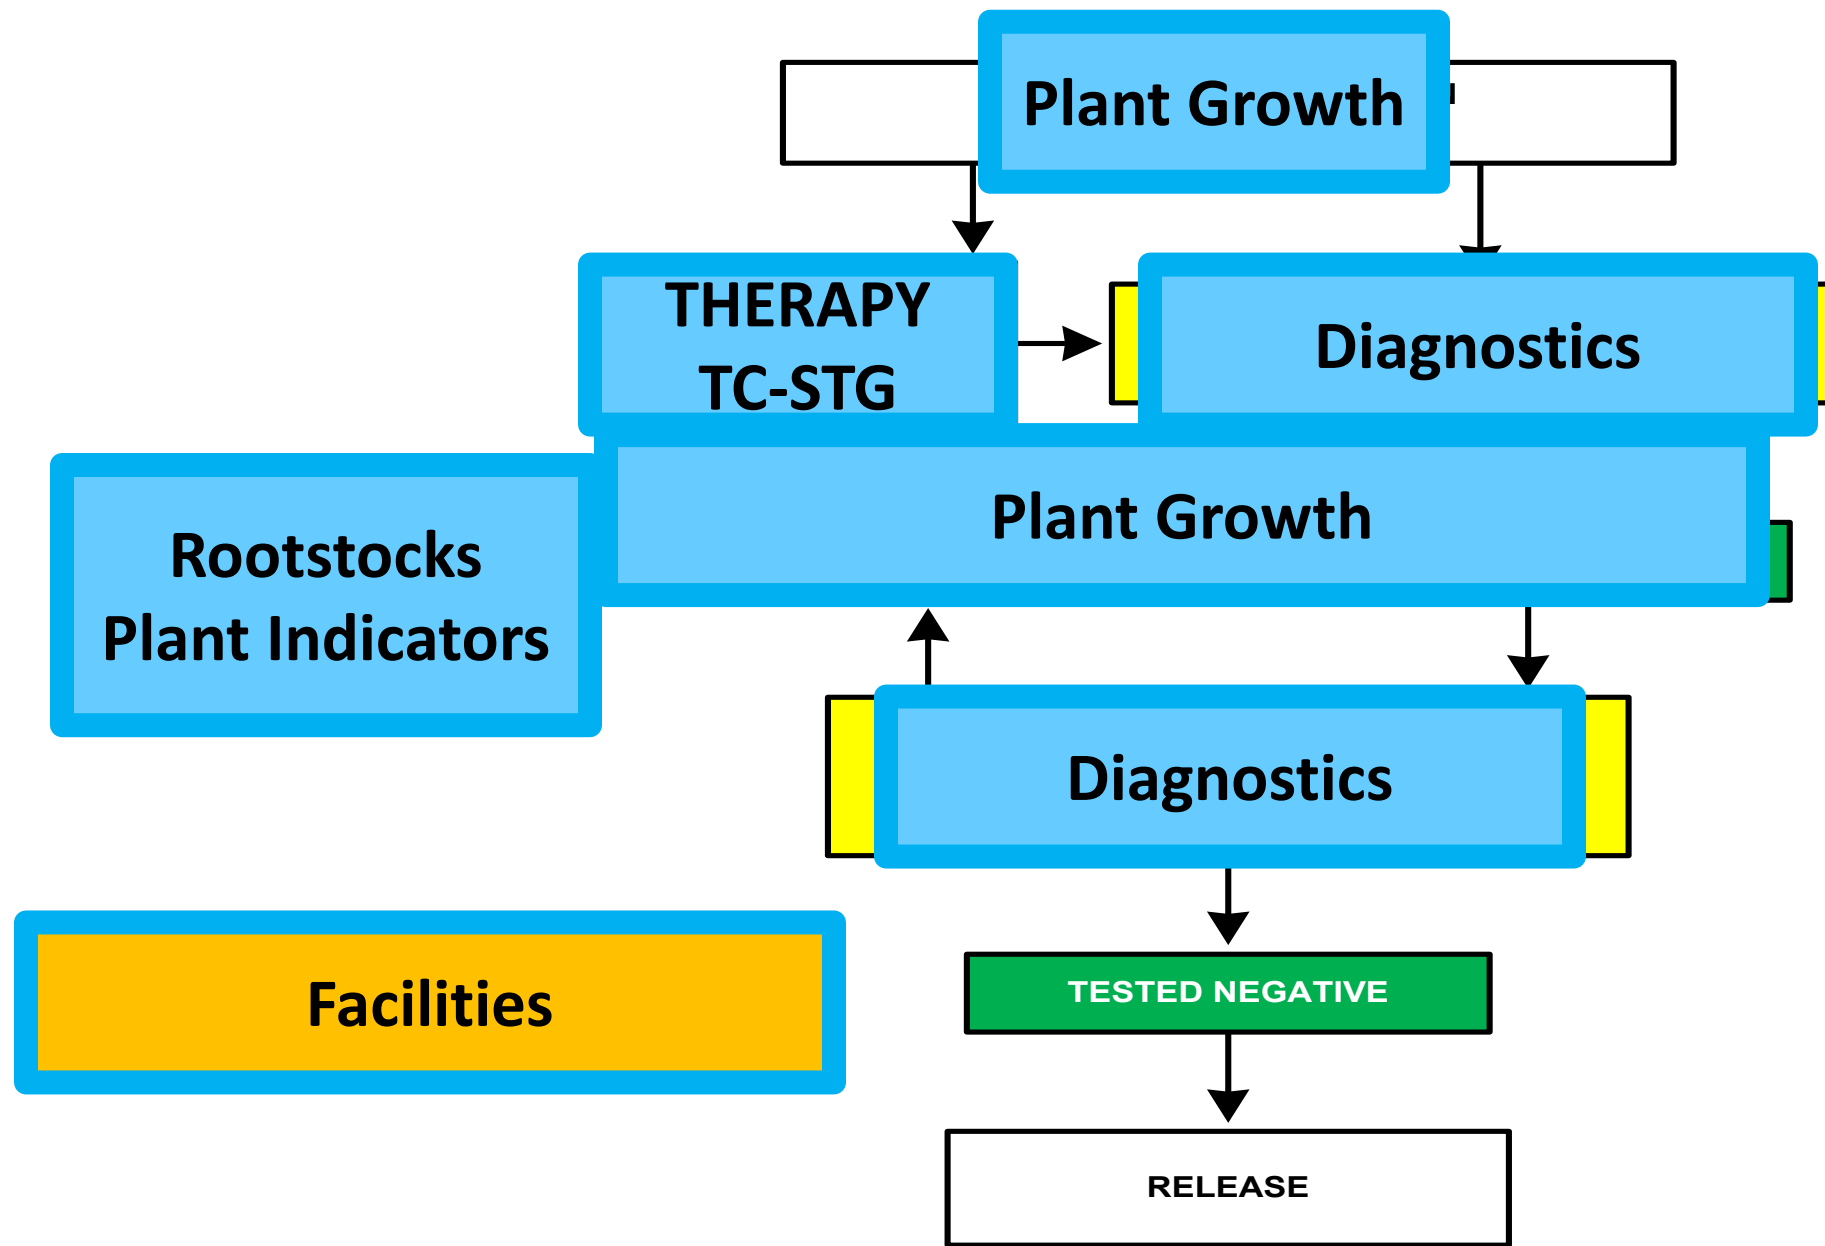 Plant Growth
THERAPY
TC-STG
Diagnostics
Plant Growth
Rootstocks
Plant Indicators
Diagnostics
TESTED NEGATIVE
Facilities
RELEASE